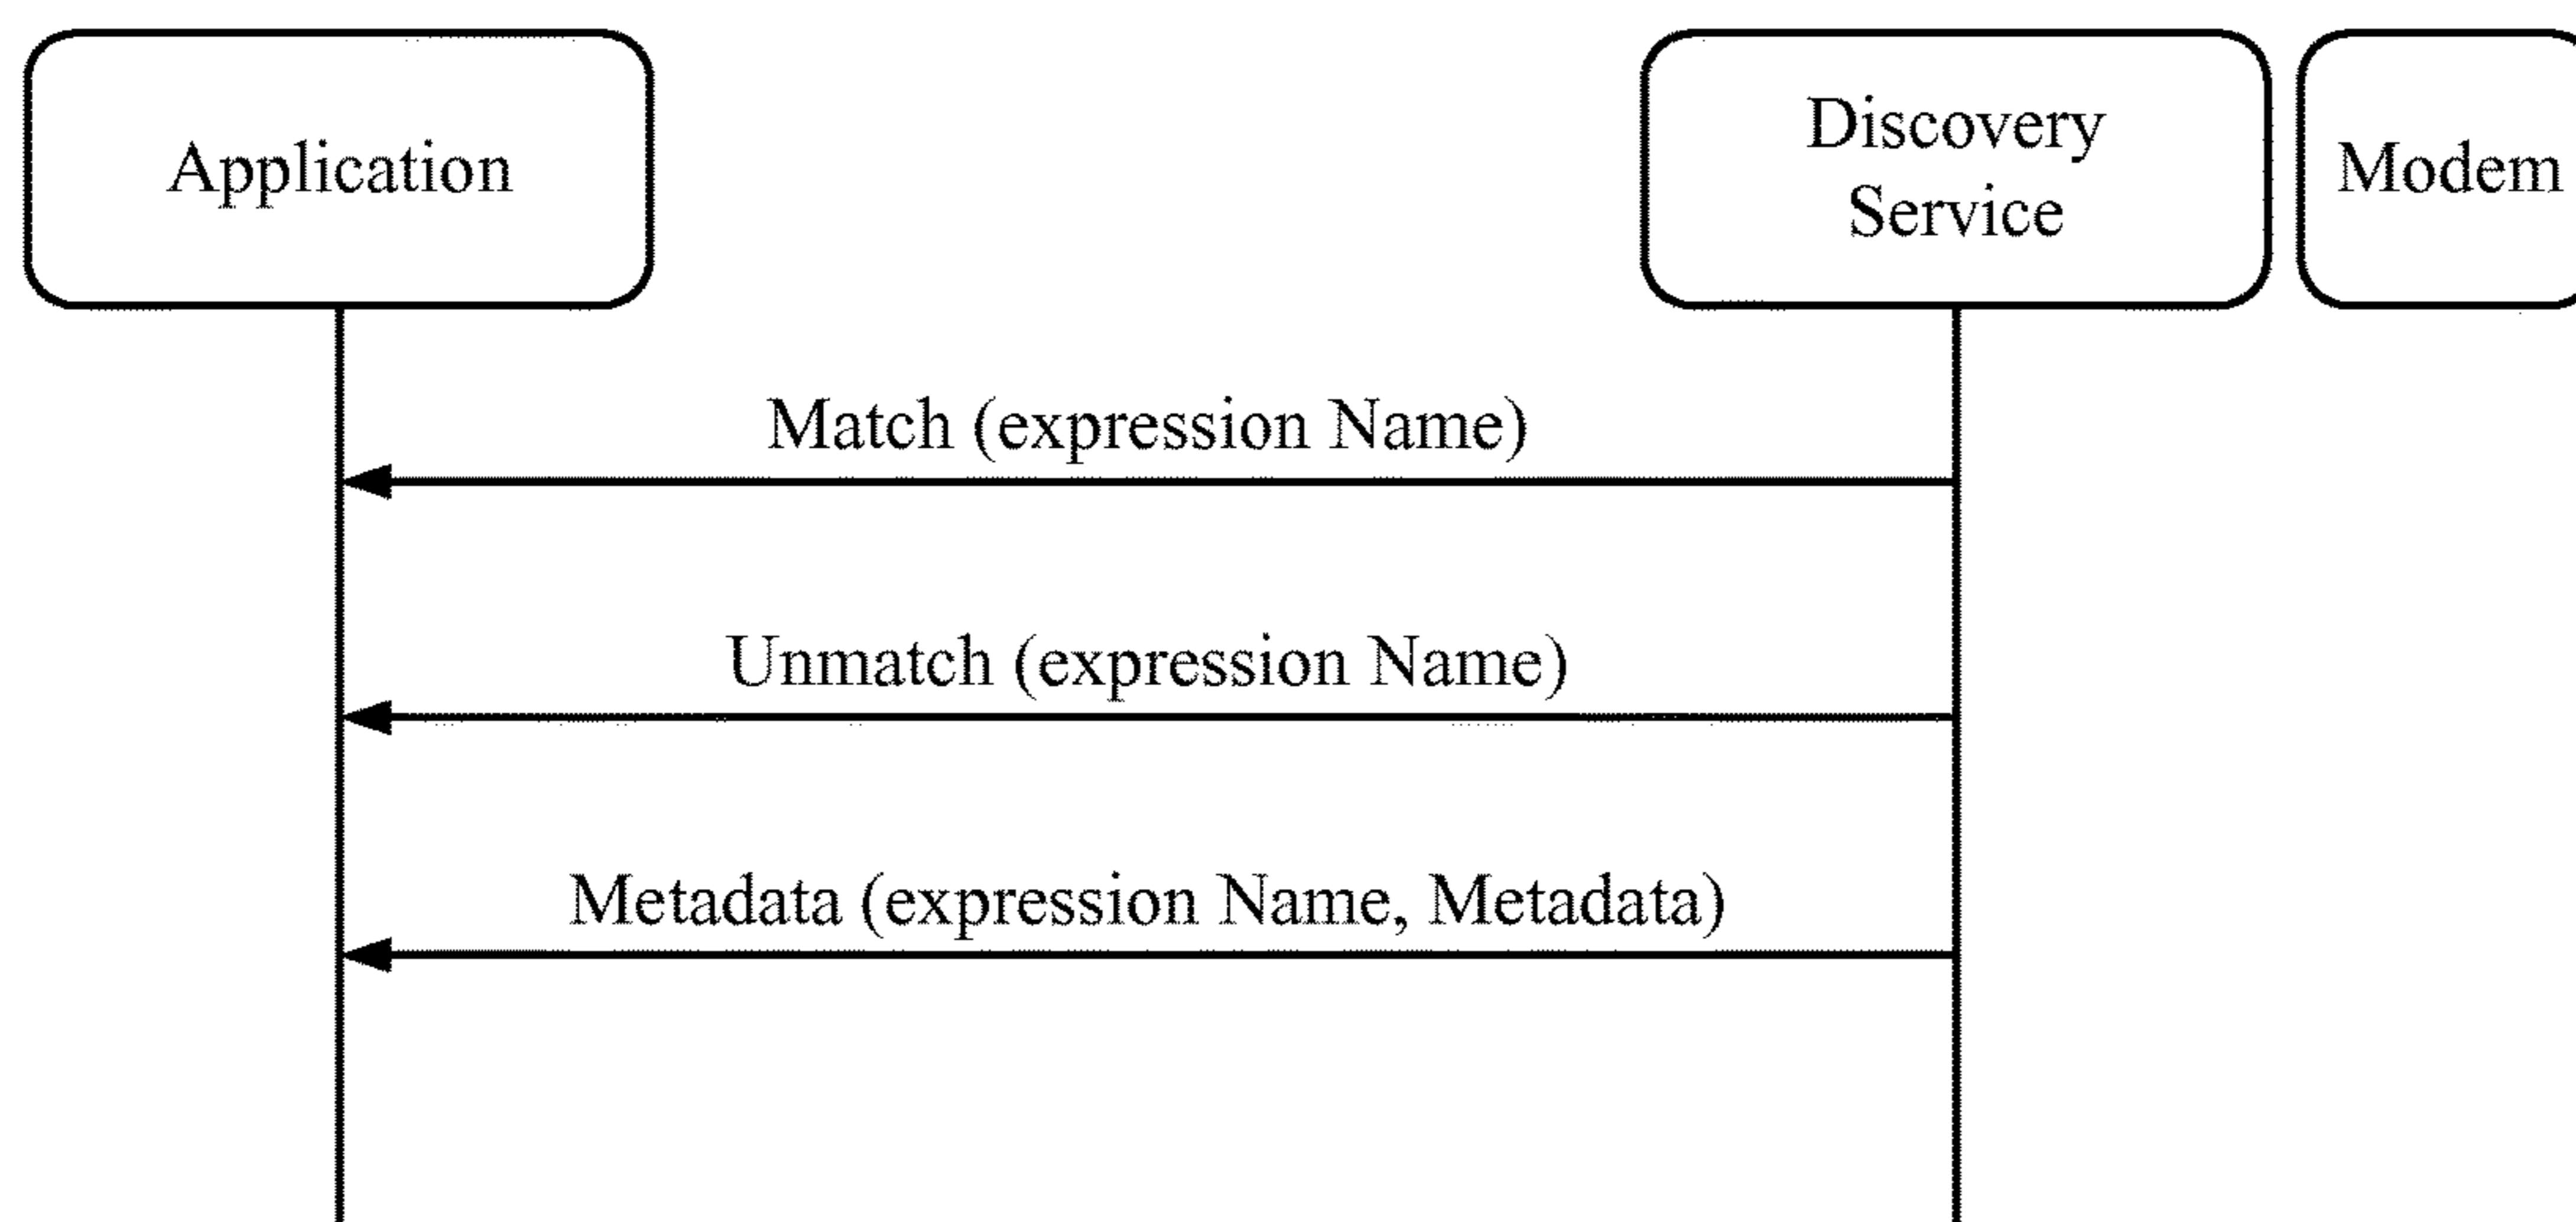 Application
Discovery
Service
Modem
Match (expression Name)
Unmatch (expression Name)
Metadata (expression Name, Metadata)